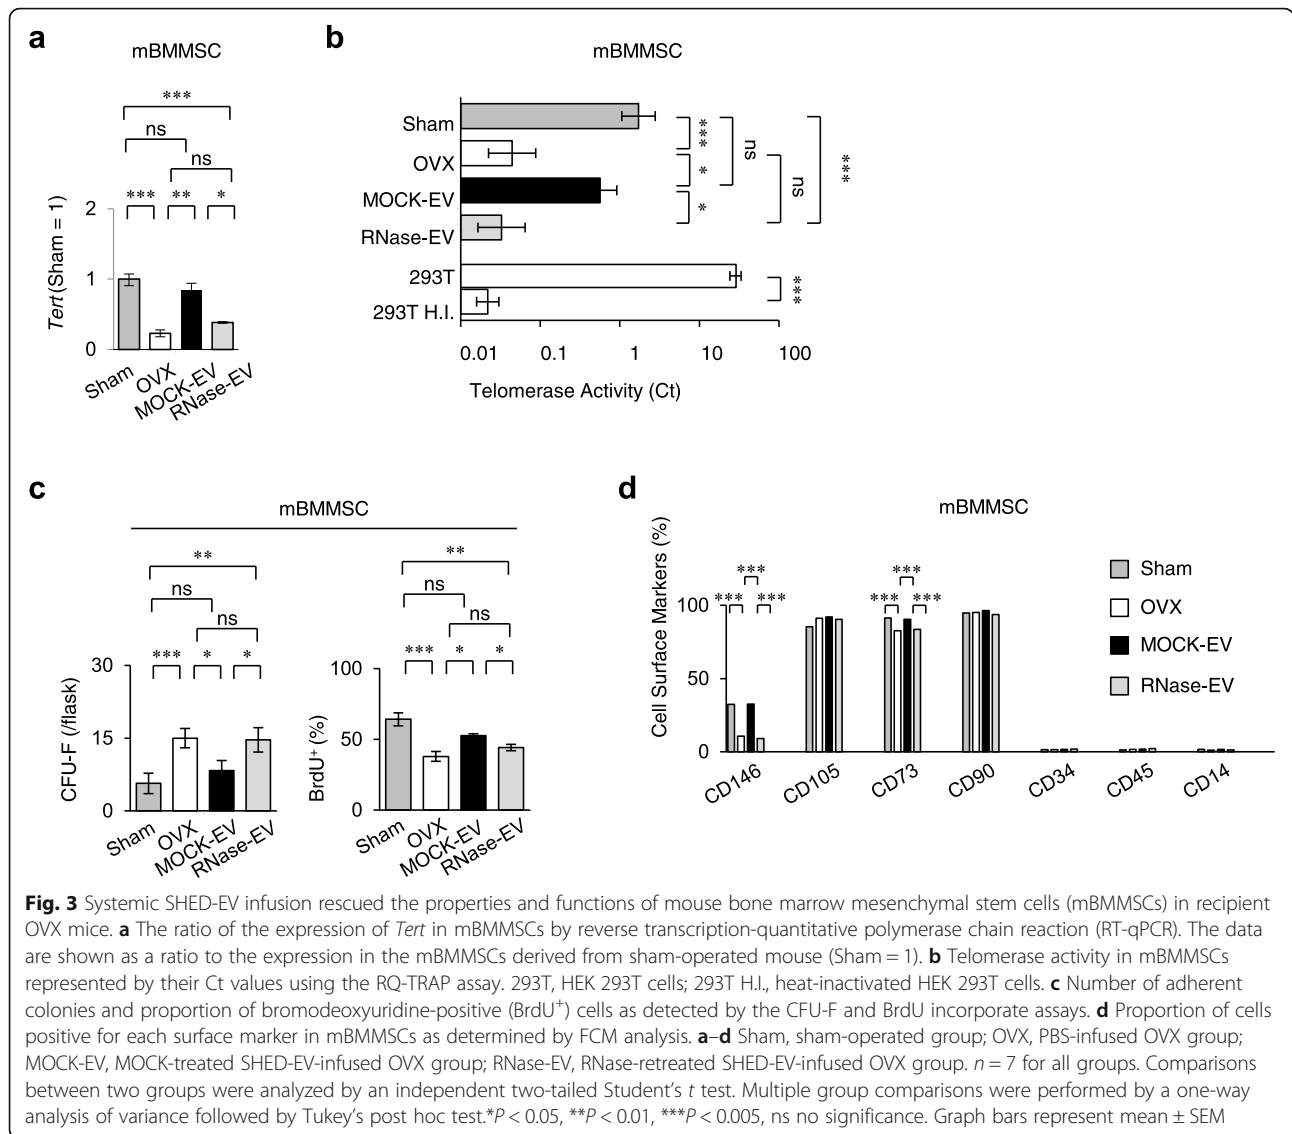 a
mBMMSC
***
ns
ns
*** ** *
Tert (Sham = 1)
2
1
0
Sham
OVX
MOCK-EV
RNase-EV
b
mBMMSC
Sham
OVX
MOCK-EV
RNase-EV
293T
293T H.I.
***
*
*
ns
ns
***
***
0.01 0.1 1 10 100
Telomerase Activity (Ct)
c
mBMMSC
**
ns
ns
*** * *
CFU-F (/flask)
30
15
0
Sham
OVX
MOCK-EV
RNase-EV
**
ns
ns
*** * *
BrdU⁺ (%)
100
50
0
Sham
OVX
MOCK-EV
RNase-EV
d
mBMMSC
Cell Surface Markers (%)
*** ***
*** *** *** ***
100
50
0
CD146
CD105
CD73
CD90
CD34
CD45
CD14
Sham
OVX
MOCK-EV
RNase-EV
Fig. 3 Systemic SHED-EV infusion rescued the properties and functions of mouse bone marrow mesenchymal stem cells (mBMMSCs) in recipient
OVX mice. a The ratio of the expression of Tert in mBMMSCs by reverse transcription-quantitative polymerase chain reaction (RT-qPCR). The data
are shown as a ratio to the expression in the mBMMSCs derived from sham-operated mouse (Sham = 1). b Telomerase activity in mBMMSCs
represented by their Ct values using the RQ-TRAP assay. 293T, HEK 293T cells; 293T H.I., heat-inactivated HEK 293T cells. c Number of adherent
colonies and proportion of bromodeoxyuridine-positive (BrdU⁺) cells as detected by the CFU-F and BrdU incorporate assays. d Proportion of cells
positive for each surface marker in mBMMSCs as determined by FCM analysis. a–d Sham, sham-operated group; OVX, PBS-infused OVX group;
MOCK-EV, MOCK-treated SHED-EV-infused OVX group; RNase-EV, RNase-retreated SHED-EV-infused OVX group. n = 7 for all groups. Comparisons
between two groups were analyzed by an independent two-tailed Student’s t test. Multiple group comparisons were performed by a one-way
analysis of variance followed by Tukey’s post hoc test.*P < 0.05, **P < 0.01, ***P < 0.005, ns no significance. Graph bars represent mean ± SEM